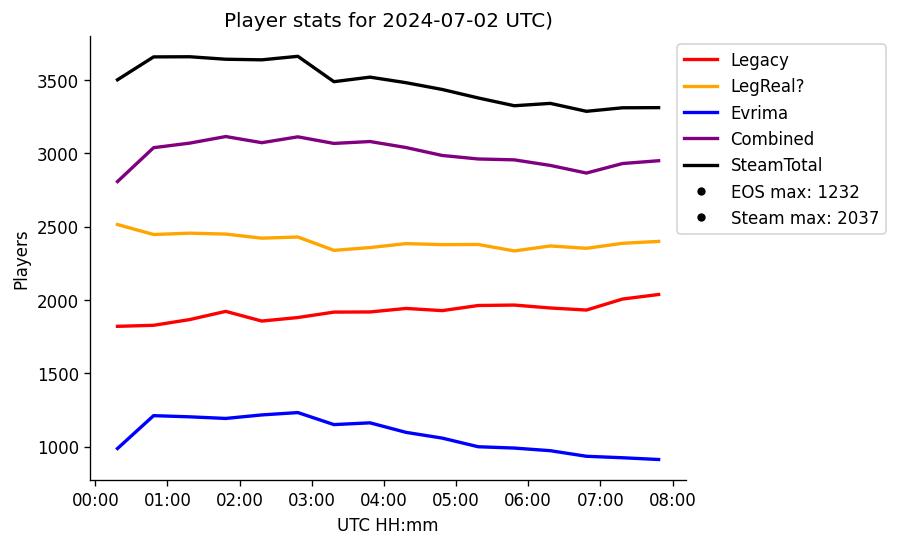 Player stats for 2024-07-02 UTC)
Legacy
LegReal?
Evrima
Combined
SteamTotal
EOS max: 1232
Steam max: 2037
Players
3500
3000
2500
2000
1500
1000
00:00 01:00 02:00 03:00 04:00 05:00 06:00 07:00 08:00
UTC HH:mm